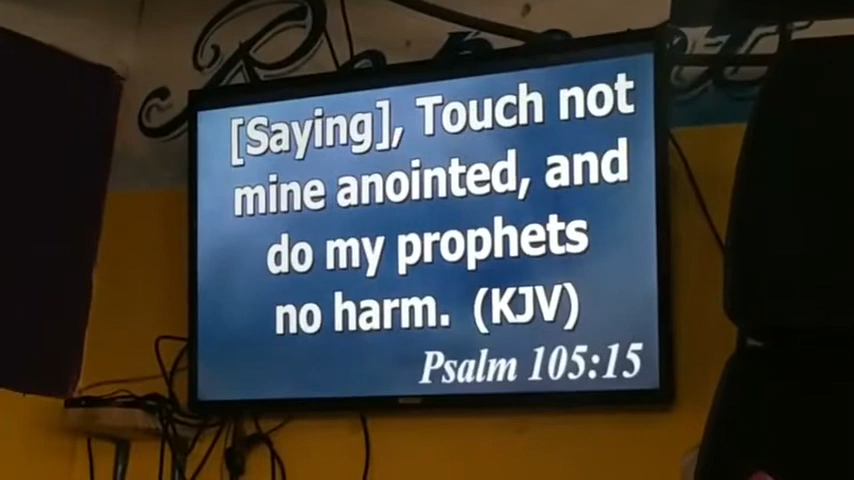 [Saying], Touch not
mine anointed, and
do my prophets
no harm. (KJV)
Psalm 105:15